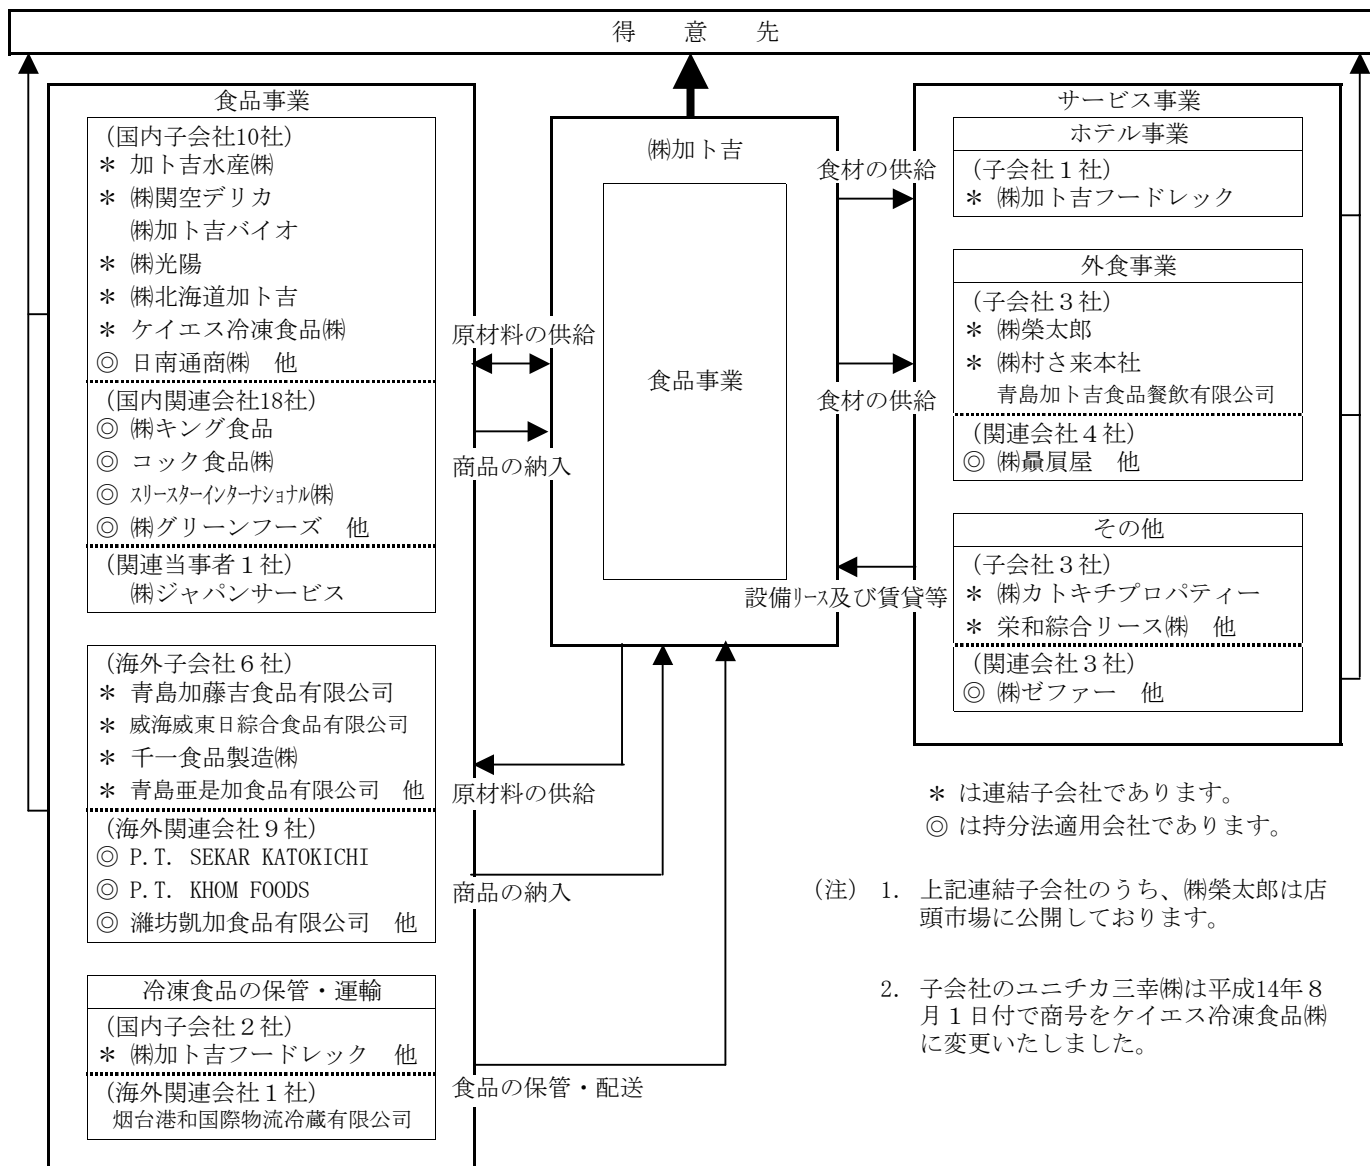 得　意　先
食品事業
(国内子会社10社)
＊ 加ト吉水産㈱
＊ ㈱関空デリカ
㈱加ト吉バイオ
＊ ㈱光陽
＊ ㈱北海道加ト吉
＊ ケイエス冷凍食品㈱
◎ 日南通商㈱　他
(国内関連会社18社)
◎ ㈱キング食品
◎ コック食品㈱
◎ ｽﾘｰｽﾀｰｲﾝﾀｰﾅｼｮﾅﾙ㈱
◎ ㈱グリーンフーズ　他
(関連当事者１社)
㈱ジャパンサービス
(海外子会社６社)
＊ 青島加藤吉食品有限公司
＊ 威海威東日綜合食品有限公司
＊ 千一食品製造㈱
＊ 青島亜是加食品有限公司　他
(海外関連会社９社)
◎ P.T. SEKAR KATOKICHI
◎ P.T. KHOM FOODS
◎ 濰坊凱加食品有限公司　他
冷凍食品の保管・運輸
(国内子会社２社)
＊ ㈱加ト吉フードレック　他
(海外関連会社１社)
烟台港和国際物流冷蔵有限公司
原材料の供給
商品の納入
原材料の供給
商品の納入
食品の保管・配送
㈱加ト吉
食品事業
食材の供給
食材の供給
設備ﾘｰｽ及び賃貸等
サービス事業
ホテル事業
(子会社１社)
＊ ㈱加ト吉フードレック
外食事業
(子会社３社)
＊ ㈱榮太郎
＊ ㈱村さ来本社
青島加ト吉食品餐飲有限公司
(関連会社４社)
◎ ㈱贔屓屋　他
その他
(子会社３社)
＊ ㈱カトキチプロパティー
＊ 栄和綜合リース㈱　他
(関連会社３社)
◎ ㈱ゼファー　他
＊ は連結子会社であります。
◎ は持分法適用会社であります。
（注） 1. 上記連結子会社のうち、㈱榮太郎は店
頭市場に公開しております。
2. 子会社のユニチカ三幸㈱は平成14年８
月１日付で商号をケイエス冷凍食品㈱
に変更いたしました。